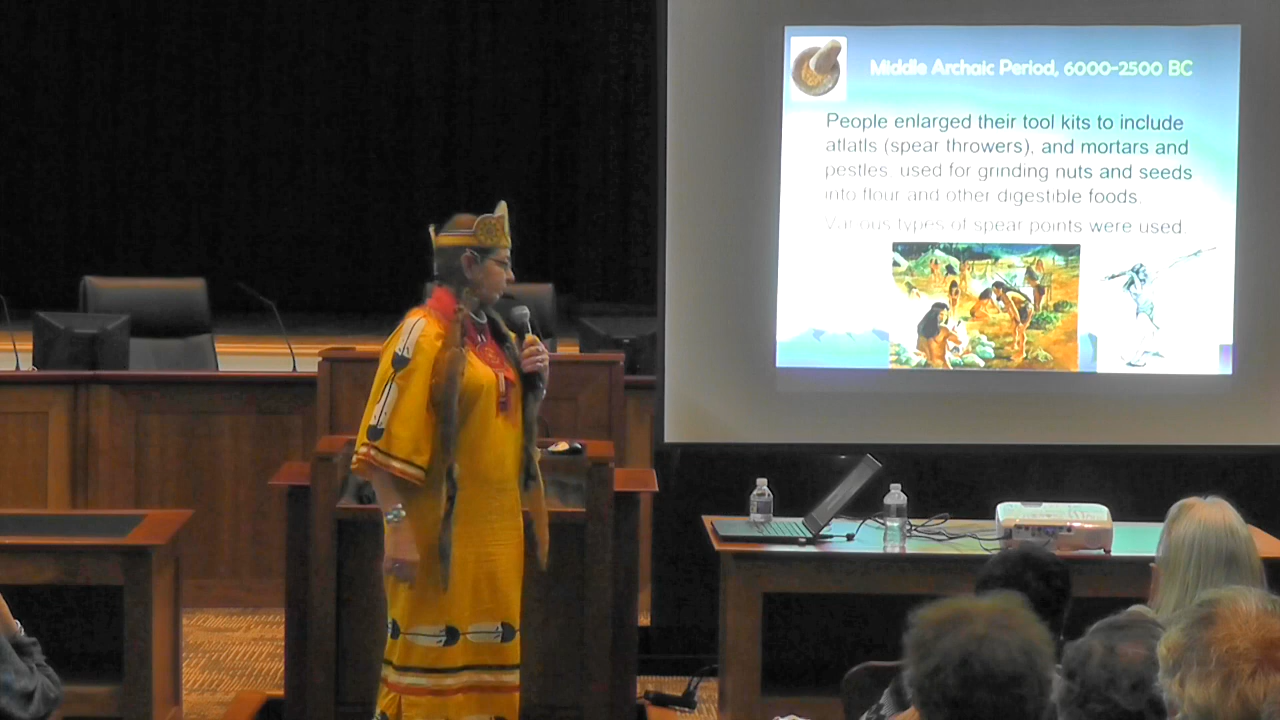 Middle Archaic Period, 6000-2500 BC
People enlarged their tool kits to include
atlatls (spear throwers), and mortars and
pestles, used for grinding nuts and seeds
into flour and other digestible foods.
Various types of spear points were used.